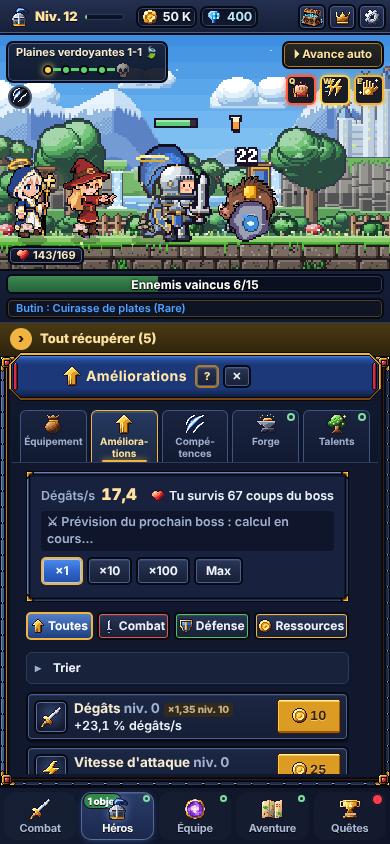 Niv. 12
50 K
400
Plaines verdoyantes 1-1
Avance auto
Q
W
E
22
143/169
Ennemis vaincus 6/15
Butin : Cuirasse de plates (Rare)
Tout récupérer (5)
Améliorations
?
×
Équipement
Améliora-
tions
Compé-
tences
Forge
Talents
Dégâts/s 17,4
Tu survis 67 coups du boss
Prévision du prochain boss : calcul en
cours...
×1
×10
×100
Max
Toutes
Combat
Défense
Ressources
Trier
Dégâts niv. 0 ×1,35 niv. 10
+23,1 % dégâts/s
10
Vitesse d'attaque niv. 0
25
1 obje
Combat
Héros
Équipe
Aventure
Quêtes